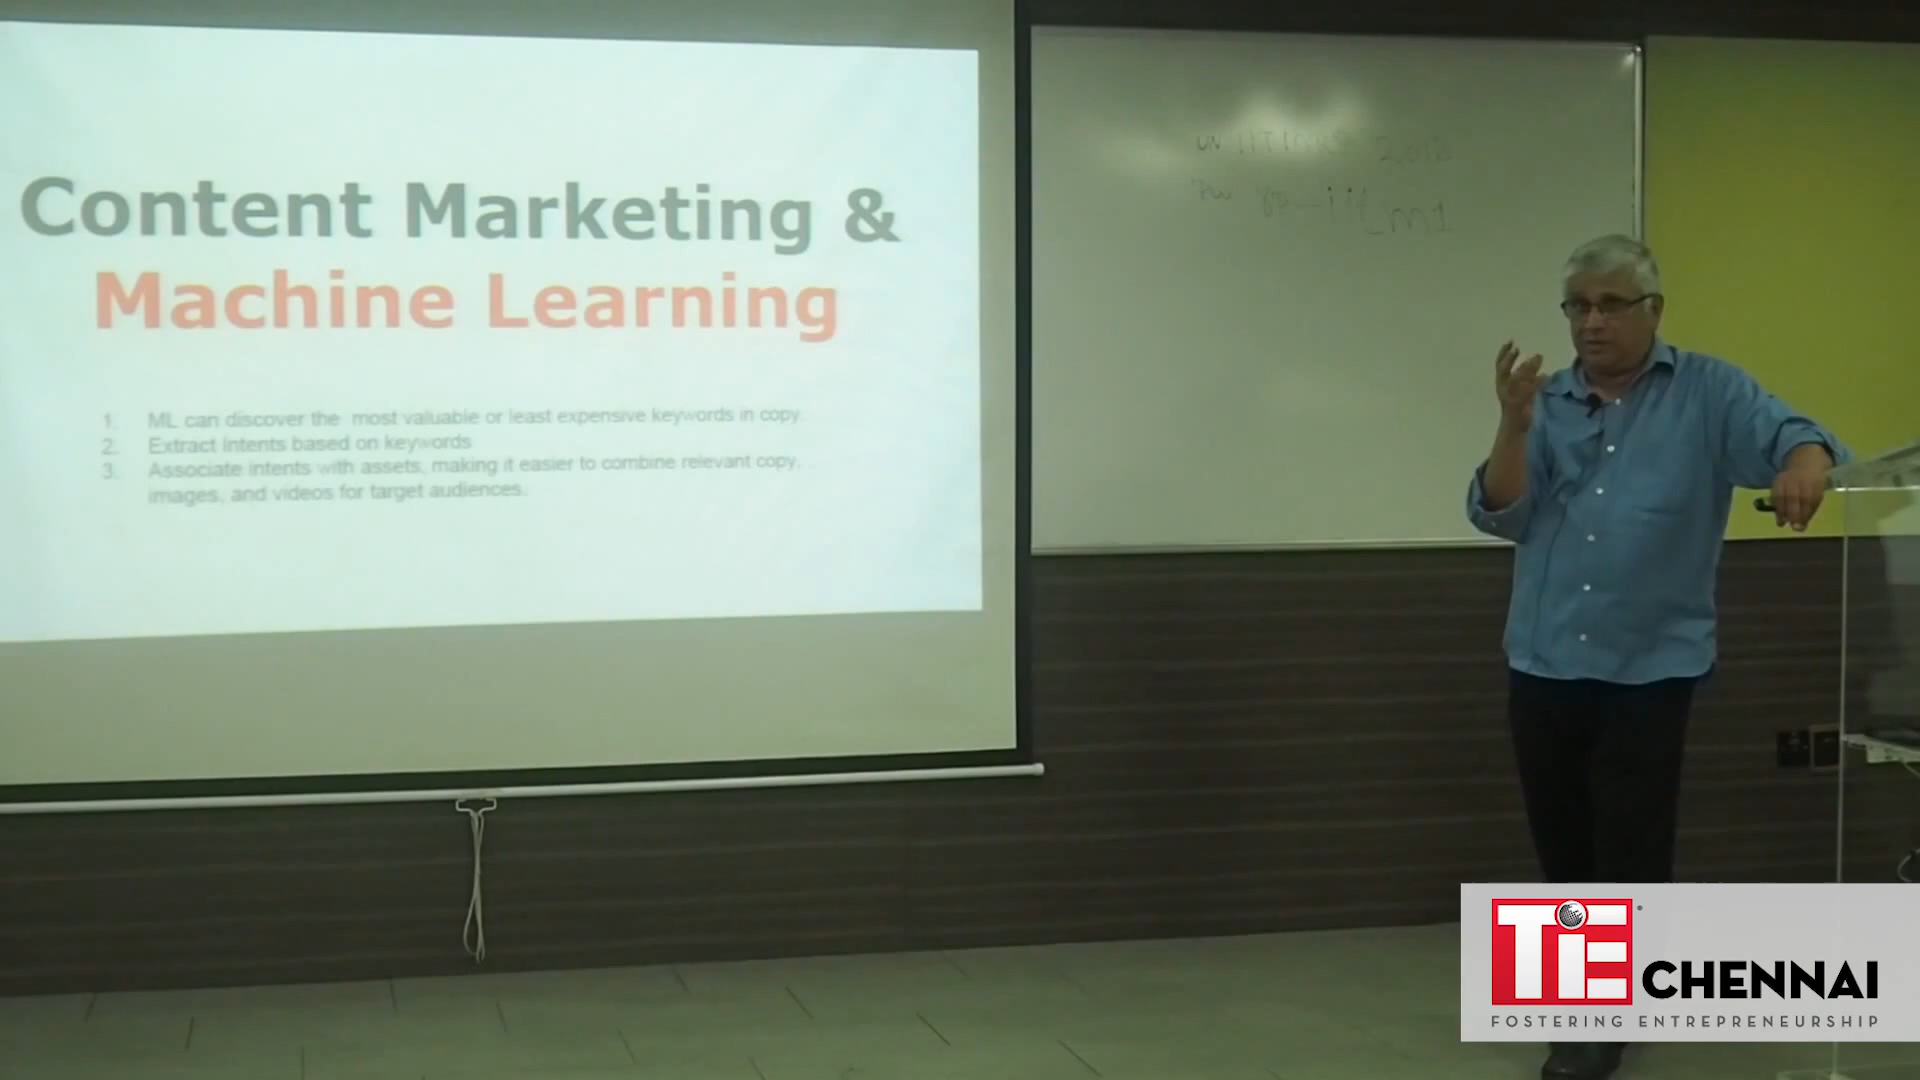 Content Marketing &
Machine Learning
1. ML can discover the most valuable or least expensive keywords in copy.
2. Extract Intents based on keywords
3. Associate intents with assets, making it easier to combine relevant copy,
images, and videos for target audiences.
TiE CHENNAI
FOSTERING ENTREPRENEURSHIP